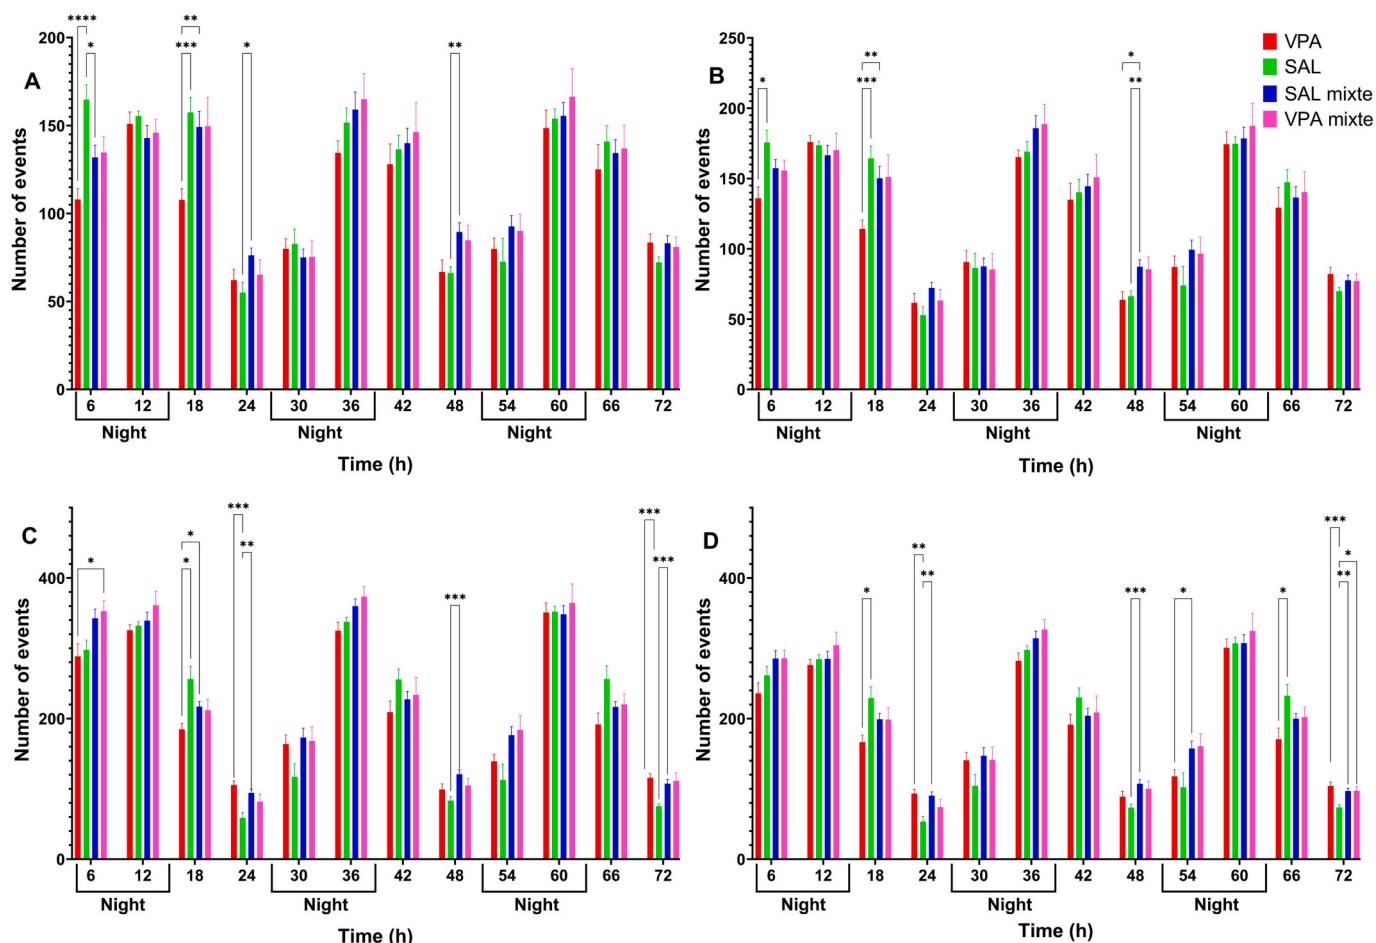 **** ** * **
* ***
200
A
150
100
50
0
Number of events
6 12 18 24 30 36 42 48 54 60 66 72
Night Night Night
Time (h)
* ** *
*** **
250
B
200
150
100
50
0
Number of events
VPA
SAL
SAL mixte
VPA mixte
6 12 18 24 30 36 42 48 54 60 66 72
Night Night Night
Time (h)
*** ***
* * ** ***
* ***
C
400
200
0
Number of events
6 12 18 24 30 36 42 48 54 60 66 72
Night Night Night
Time (h)
*** *
** **
* ** *** * *
D
400
200
0
Number of events
6 12 18 24 30 36 42 48 54 60 66 72
Night Night Night
Time (h)